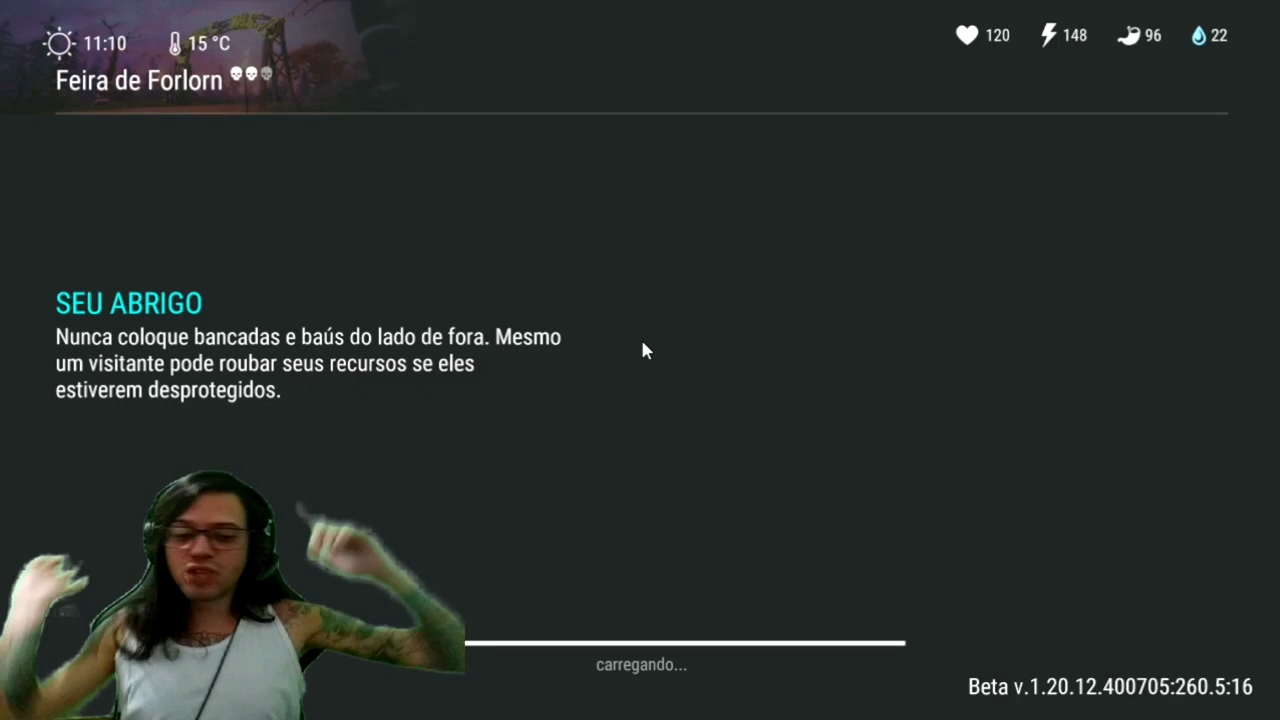 11:10 15 °C
120 148 96 22
Feira de Forlorn
SEU ABRIGO
Nunca coloque bancadas e baús do lado de fora. Mesmo
um visitante pode roubar seus recursos se eles
estiverem desprotegidos.
carregando...
Beta v.1.20.12.400705:260.5:16